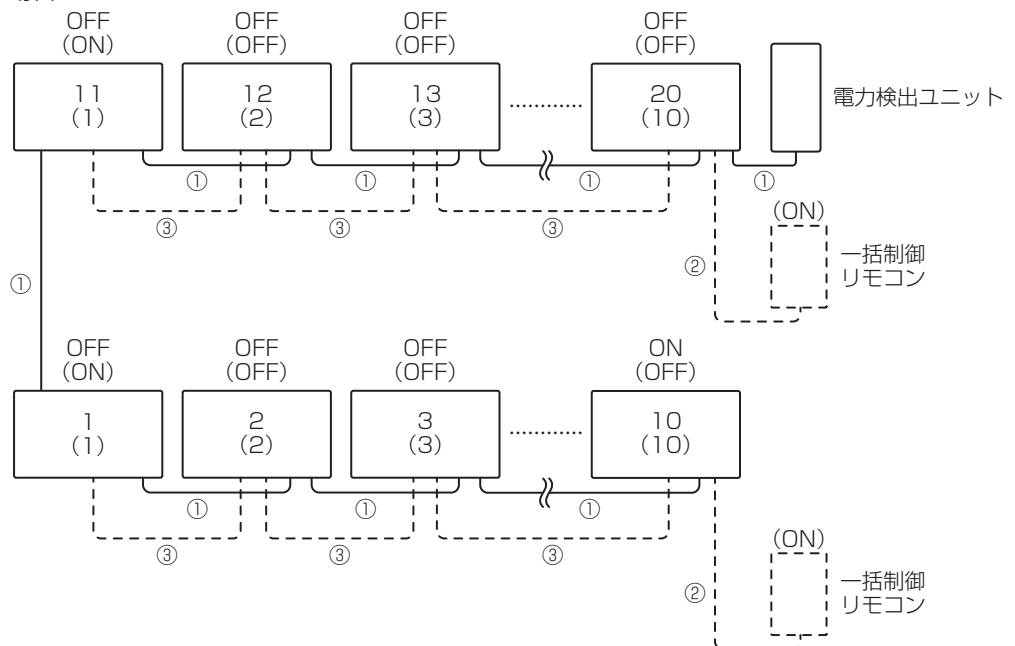 OFF OFF OFF OFF
(ON) (OFF) (OFF) (OFF)
11 12 13 20
(1) (2) (3) (10)
電力検出ユニット
① ① ① ①
③ ③ ③
(ON)
②
一括制御
リモコン
①
OFF OFF OFF ON
(ON) (OFF) (OFF) (OFF)
1 2 3 10
(1) (2) (3) (10)
① ① ①
③ ③ ③
(ON)
②
一括制御
リモコン